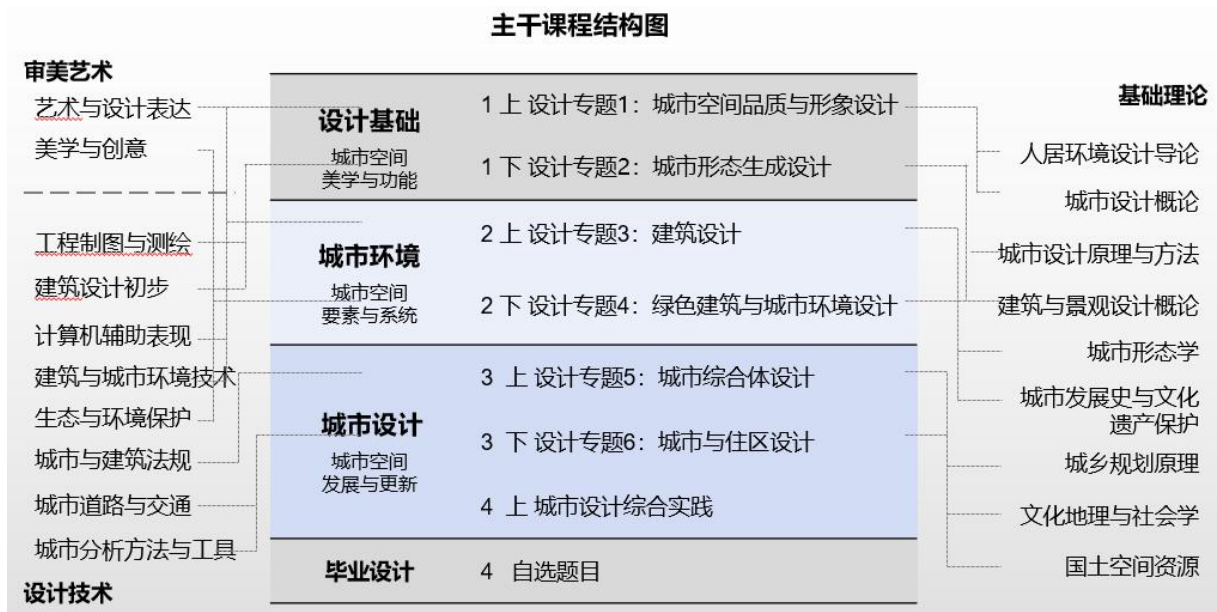 主干课程结构图
审美艺术
艺术与设计表达
美学与创意
工程制图与测绘
建筑设计初步
计算机辅助表现
建筑与城市环境技术
生态与环境保护
城市与建筑法规
城市道路与交通
城市分析方法与工具
设计技术
设计基础
城市空间
美学与功能
1 上 设计专题1：城市空间品质与形象设计
1 下 设计专题2：城市形态生成设计
城市环境
城市空间
要素与系统
2 上 设计专题3：建筑设计
2 下 设计专题4：绿色建筑与城市环境设计
城市设计
城市空间
发展与更新
3 上 设计专题5：城市综合体设计
3 下 设计专题6：城市与住区设计
4 上 城市设计综合实践
毕业设计
4 自选题目
基础理论
人居环境设计导论
城市设计概论
城市设计原理与方法
建筑与景观设计概论
城市形态学
城市发展史与文化
遗产保护
城乡规划原理
文化地理与社会学
国土空间资源